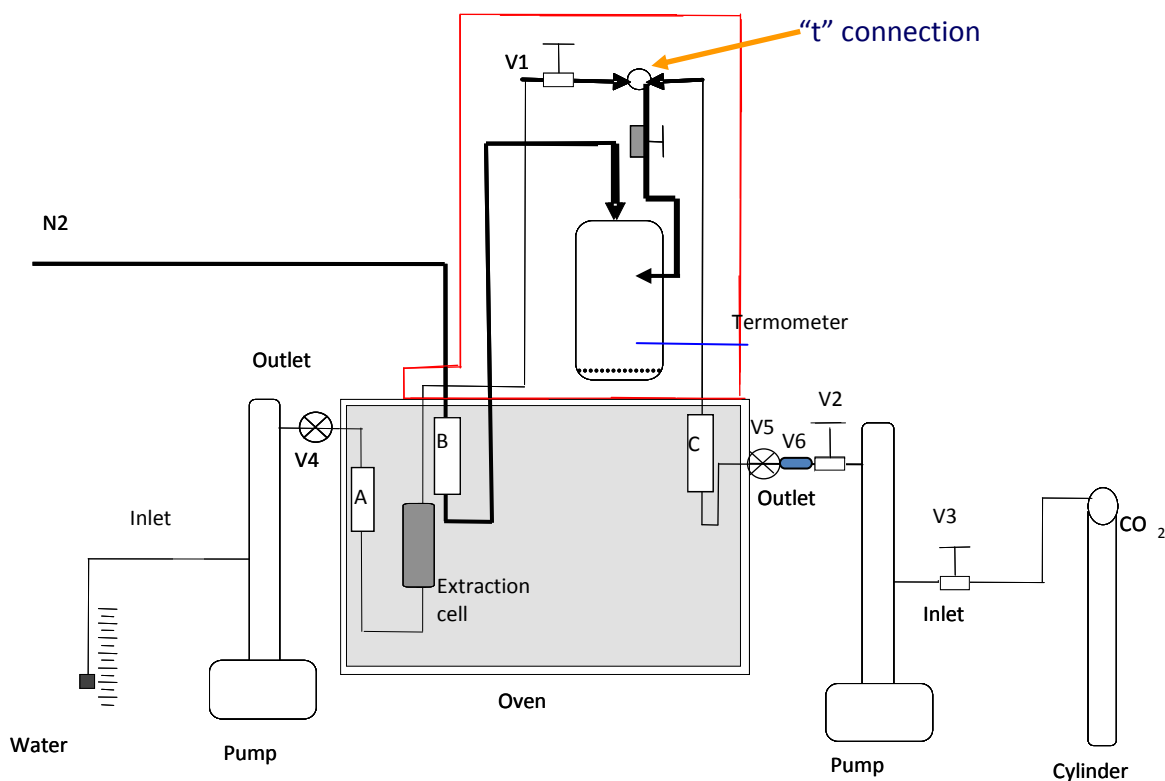 “t” connection
V1
N2
Termometer
Outlet
V2
V5
V6
B
C
V4
A
Outlet
Inlet
V3
CO 2
Extraction
cell
Inlet
Oven
Water
Pump
Pump
Cylinder